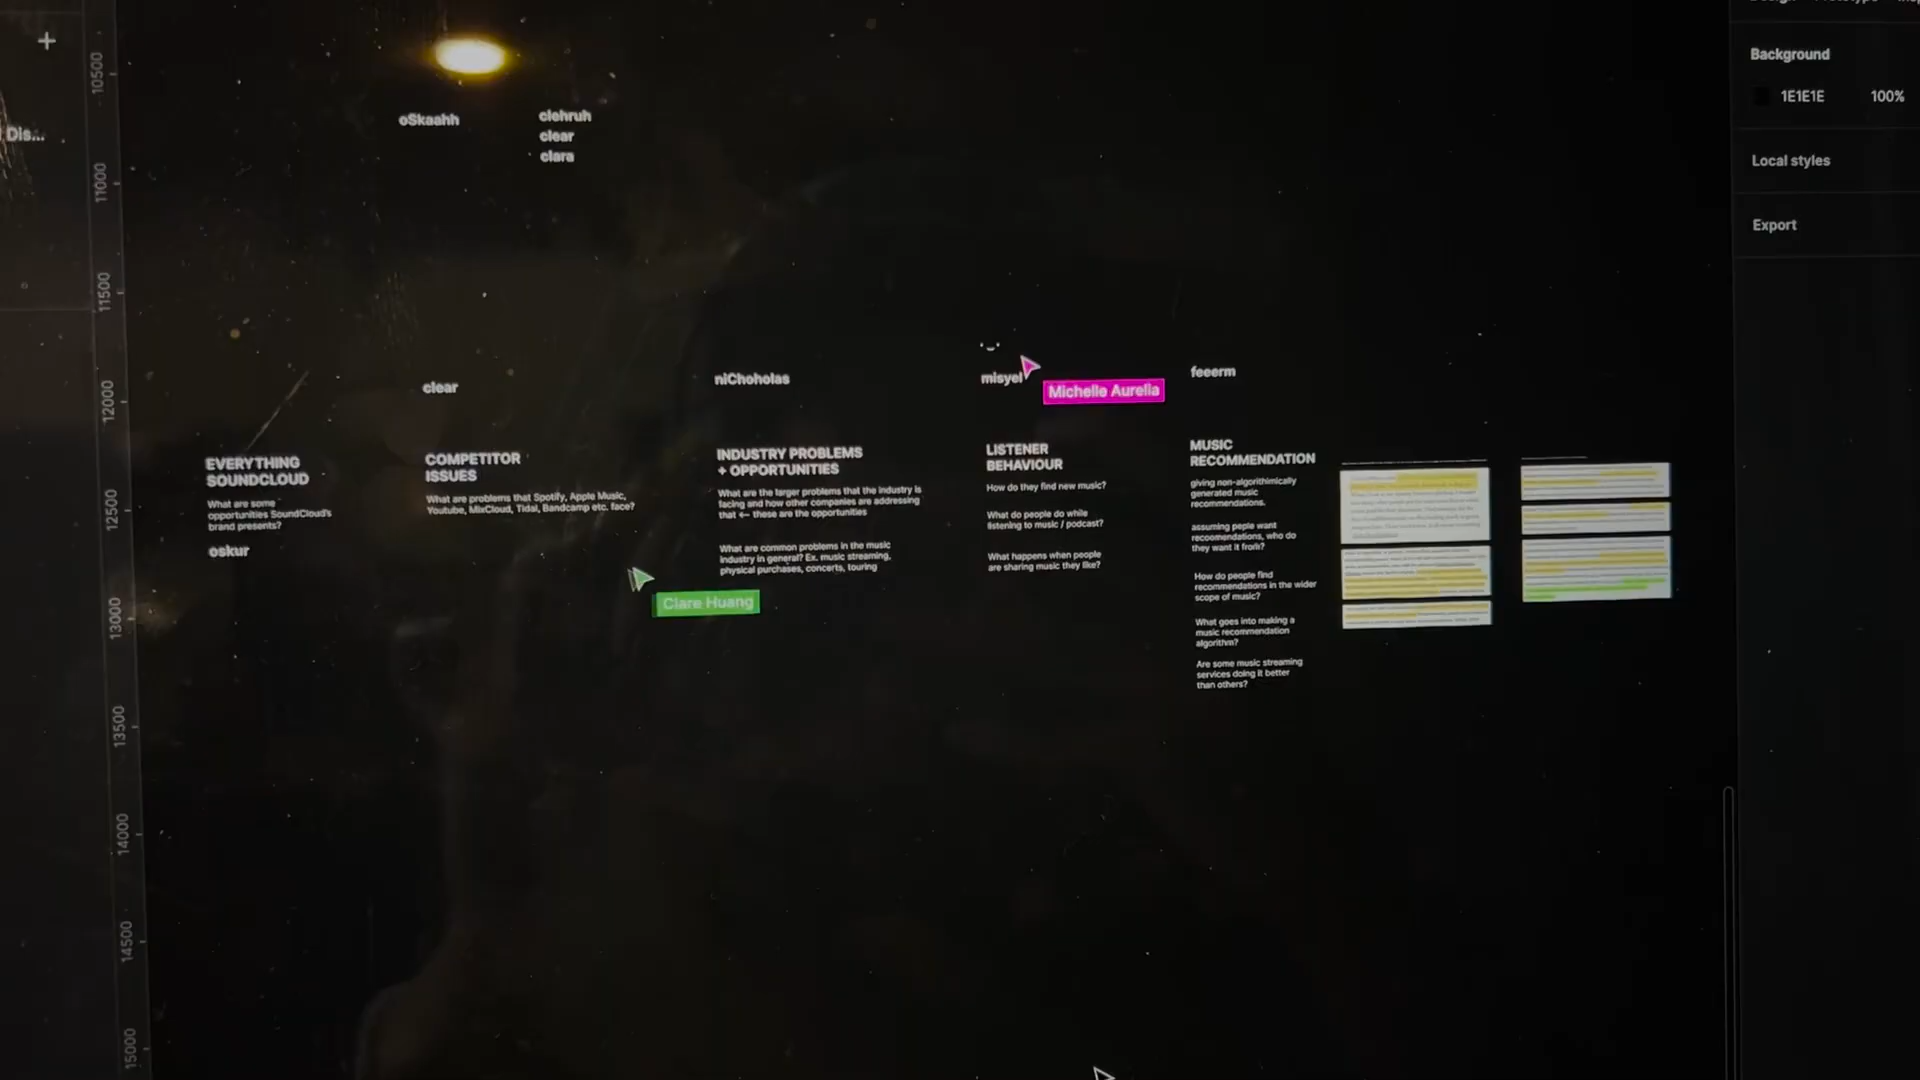 Background
1E1E1E
100%
Local styles
Export
Dis...
10500
11000
11500
12000
12500
13000
13500
14000
14500
15000
oSkaahh
clehruh
clear
clara
clear
niChoholas
misyel
Michelle Aurelia
feeerm
EVERYTHING
SOUNDCLOUD
What are some
opportunities SoundCloud's
brand presents?
oskur
COMPETITOR
ISSUES
What are problems that Spotify, Apple Music,
Youtube, MixCloud, Tidal, Bandcamp etc. face?
Clare Huang
INDUSTRY PROBLEMS
+ OPPORTUNITIES
What are the larger problems that the industry is
facing and how other companies are addressing
that <-- these are the opportunities
What are common problems in the music
industry in general? Ex. music streaming,
physical purchases, concerts, touring
LISTENER
BEHAVIOUR
How do they find new music?
What do people do while
listening to music / podcast?
What happens when people
are sharing music they like?
MUSIC
RECOMMENDATION
giving non-algorithimically
generated music
recommendations.
assuming peple want
recoomendations, who do
they want it from?
How do people find
recommendations in the wider
scope of music?
What goes into making a
music recommendation
algorithm?
Are some music streaming
services doing it better
than others?